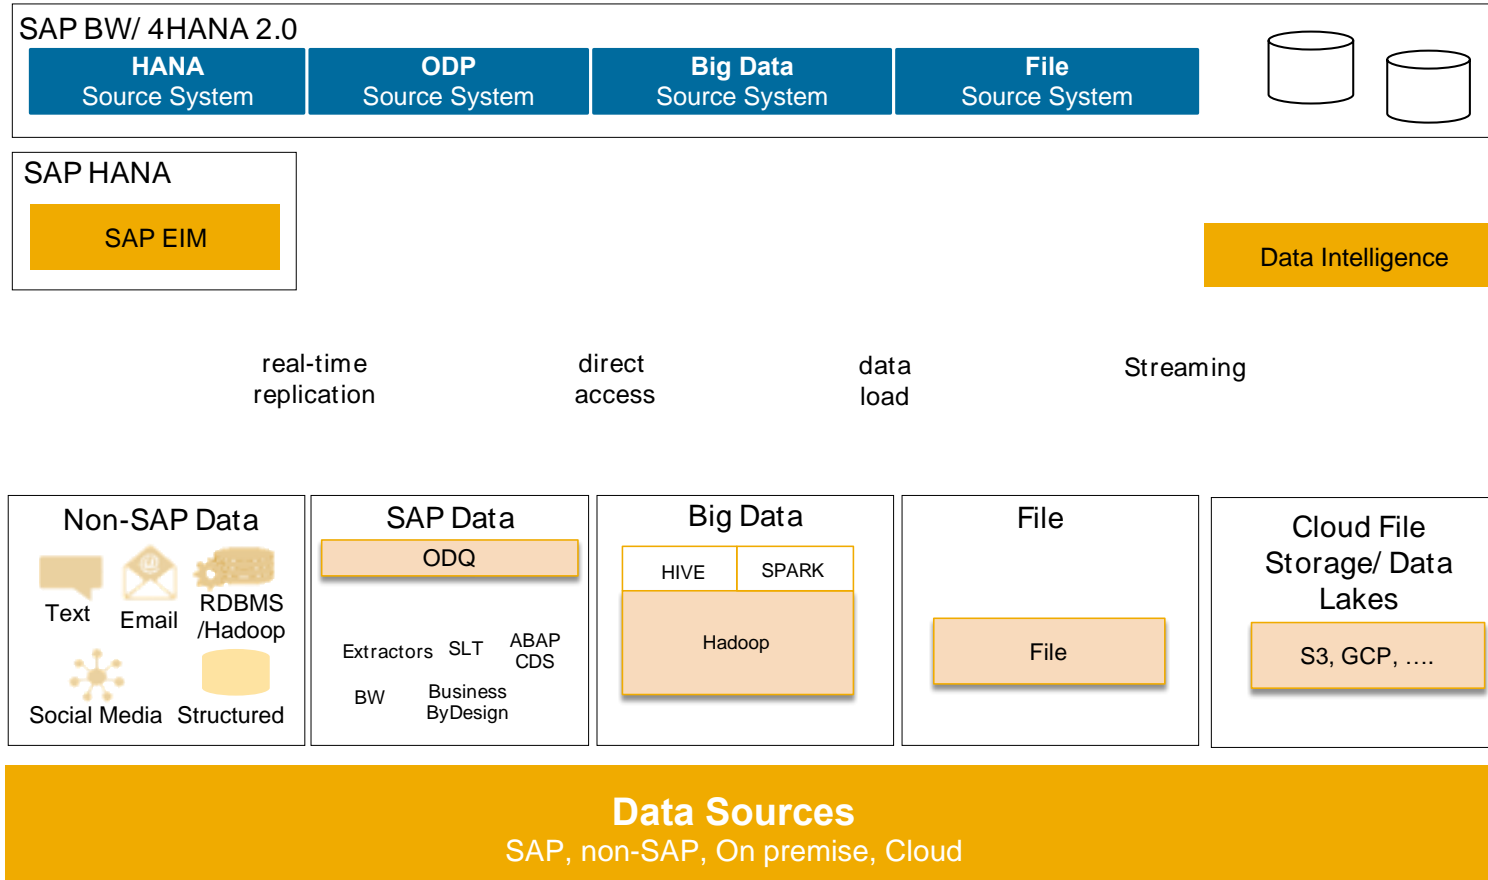 SAP BW/ 4HANA 2.0
HANA
Source System
ODP
Source System
Big Data
Source System
File
Source System
SAP HANA
SAP EIM
Data Intelligence
real-time
replication
direct
access
data
load
Streaming
Non-SAP Data
Text
Email
RDBMS
/Hadoop
Social Media
Structured
SAP Data
ODQ
Extractors
SLT
ABAP
CDS
BW
Business
ByDesign
Big Data
HIVE
SPARK
Hadoop
File
File
Cloud File
Storage/ Data
Lakes
S3, GCP, ....
Data Sources
SAP, non-SAP, On premise, Cloud